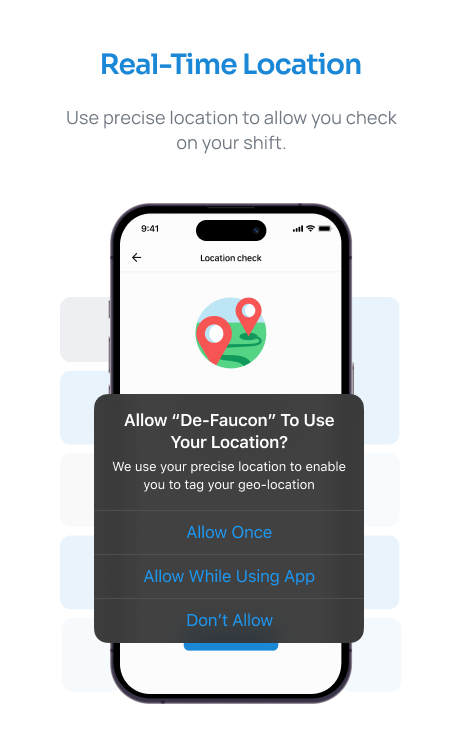 Real-Time Location
Use precise location to allow you check
on your shift.
9:41
Location check
Allow “De-Faucon” To Use
Your Location?
We use your precise location to enable
you to tag your geo-location
Allow Once
Allow While Using App
Don’t Allow